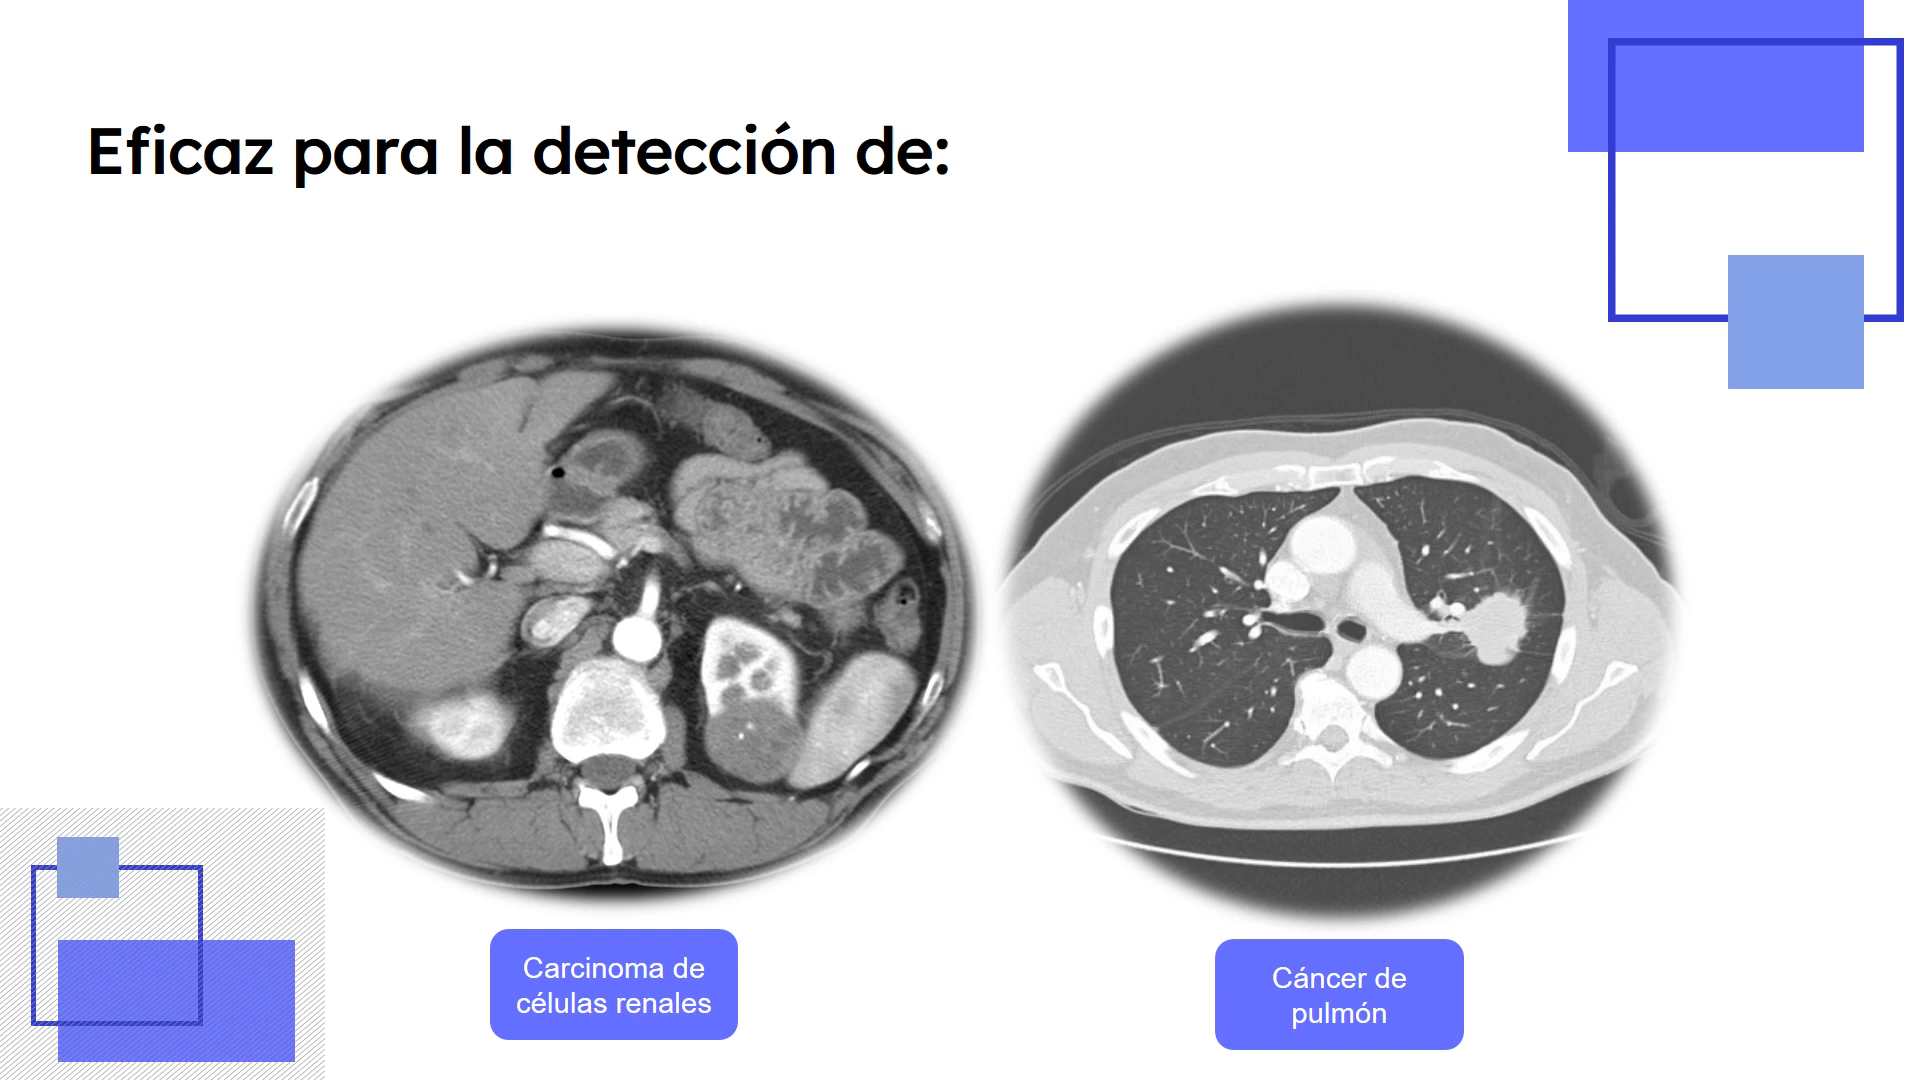 Eficaz para la detección de:
Carcinoma de
células renales
Cáncer de
pulmón